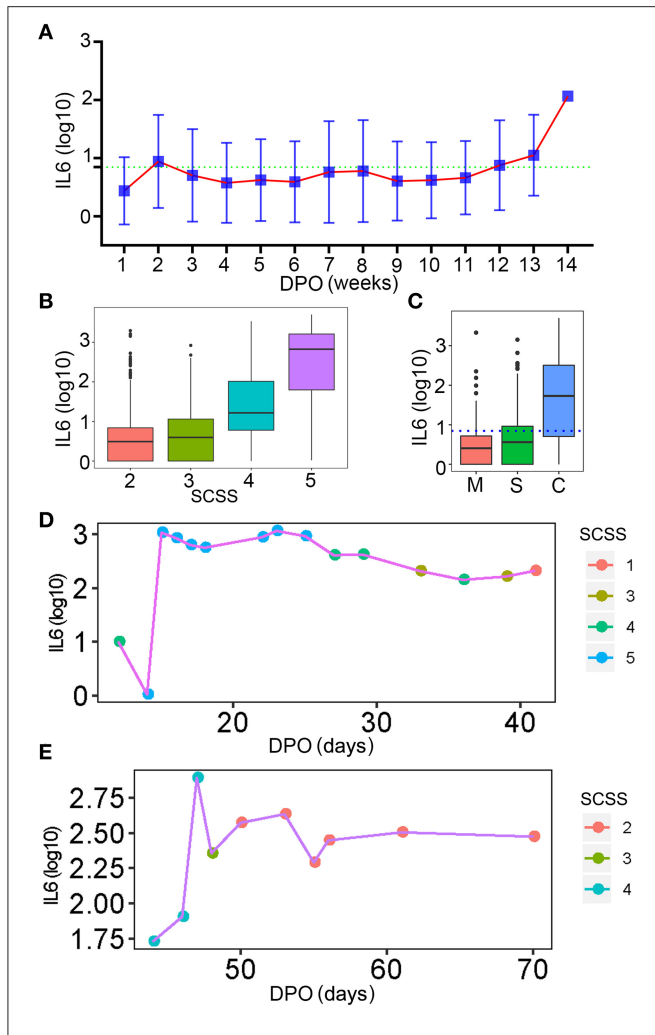 A
3
2
1
0
IL6 (log10)
1 2 3 4 5 6 7 8 9 10 11 12 13 14
DPO (weeks)
B
3
2
1
0
IL6 (log10)
2 3 4 5
SCSS
C
3
2
1
0
IL6 (log10)
M S C
D
3
2
1
0
IL6 (log10)
20 30 40
DPO (days)
SCSS
1
3
4
5
E
2.75
2.50
2.25
2.00
1.75
IL6 (log10)
50 60 70
DPO (days)
SCSS
2
3
4